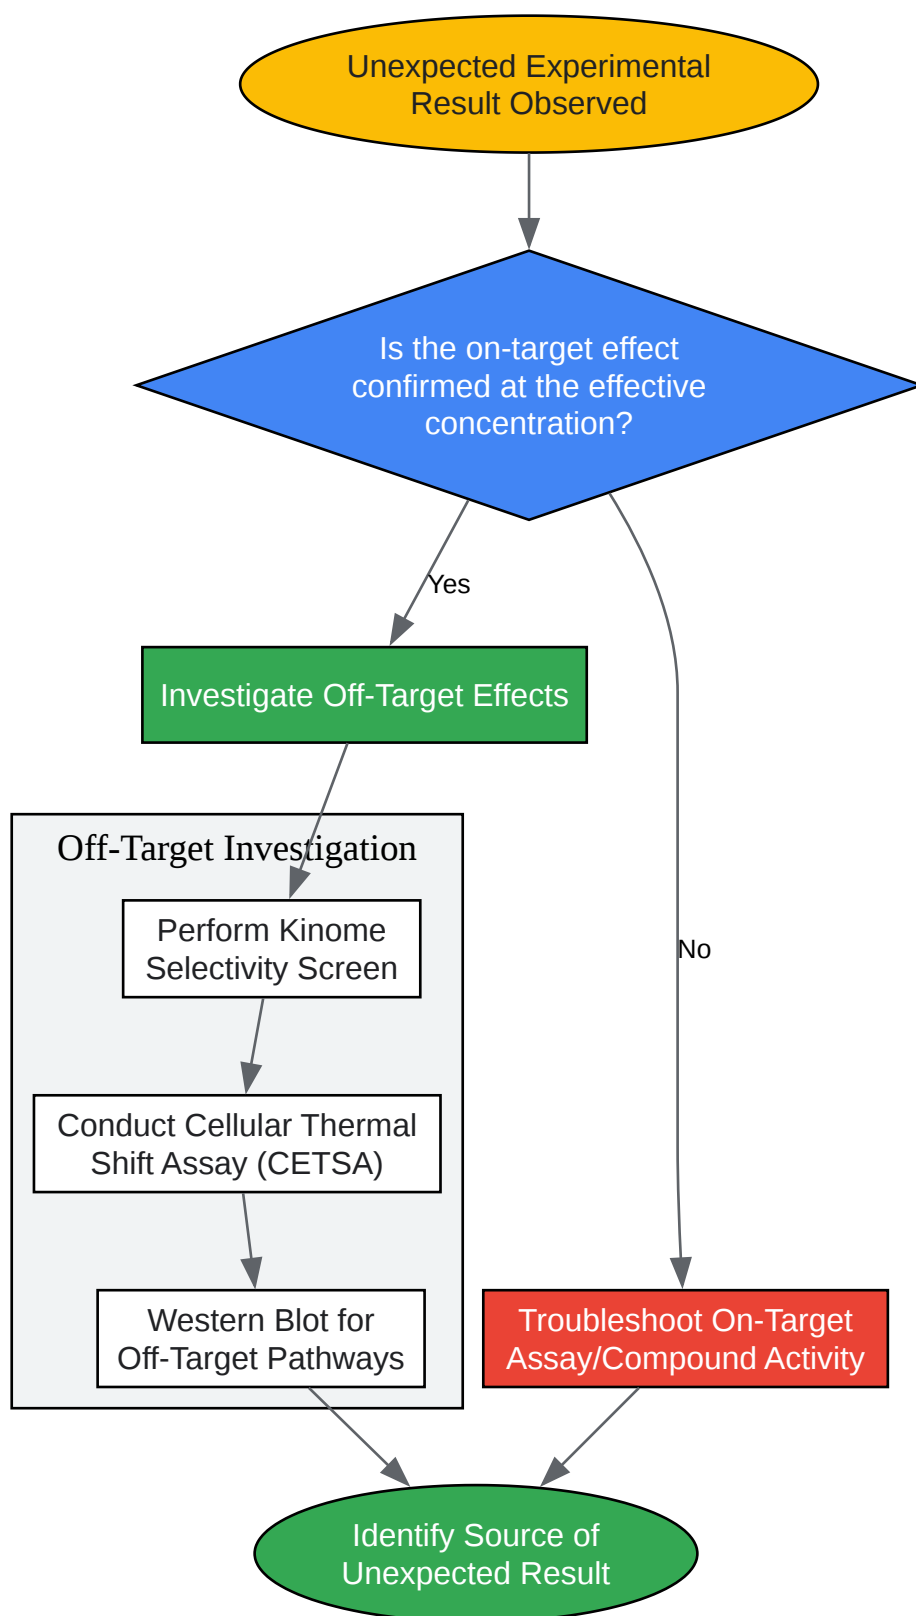 Unexpected Experimental
Result Observed
Is the on-target effect
confirmed at the effective
concentration?
Yes
Investigate Off-Target Effects
Off-Target Investigation
Perform Kinome
Selectivity Screen
No
Conduct Cellular Thermal
Shift Assay (CETSA)
Western Blot for
Off-Target Pathways
Troubleshoot On-Target
Assay/Compound Activity
Identify Source of
Unexpected Result